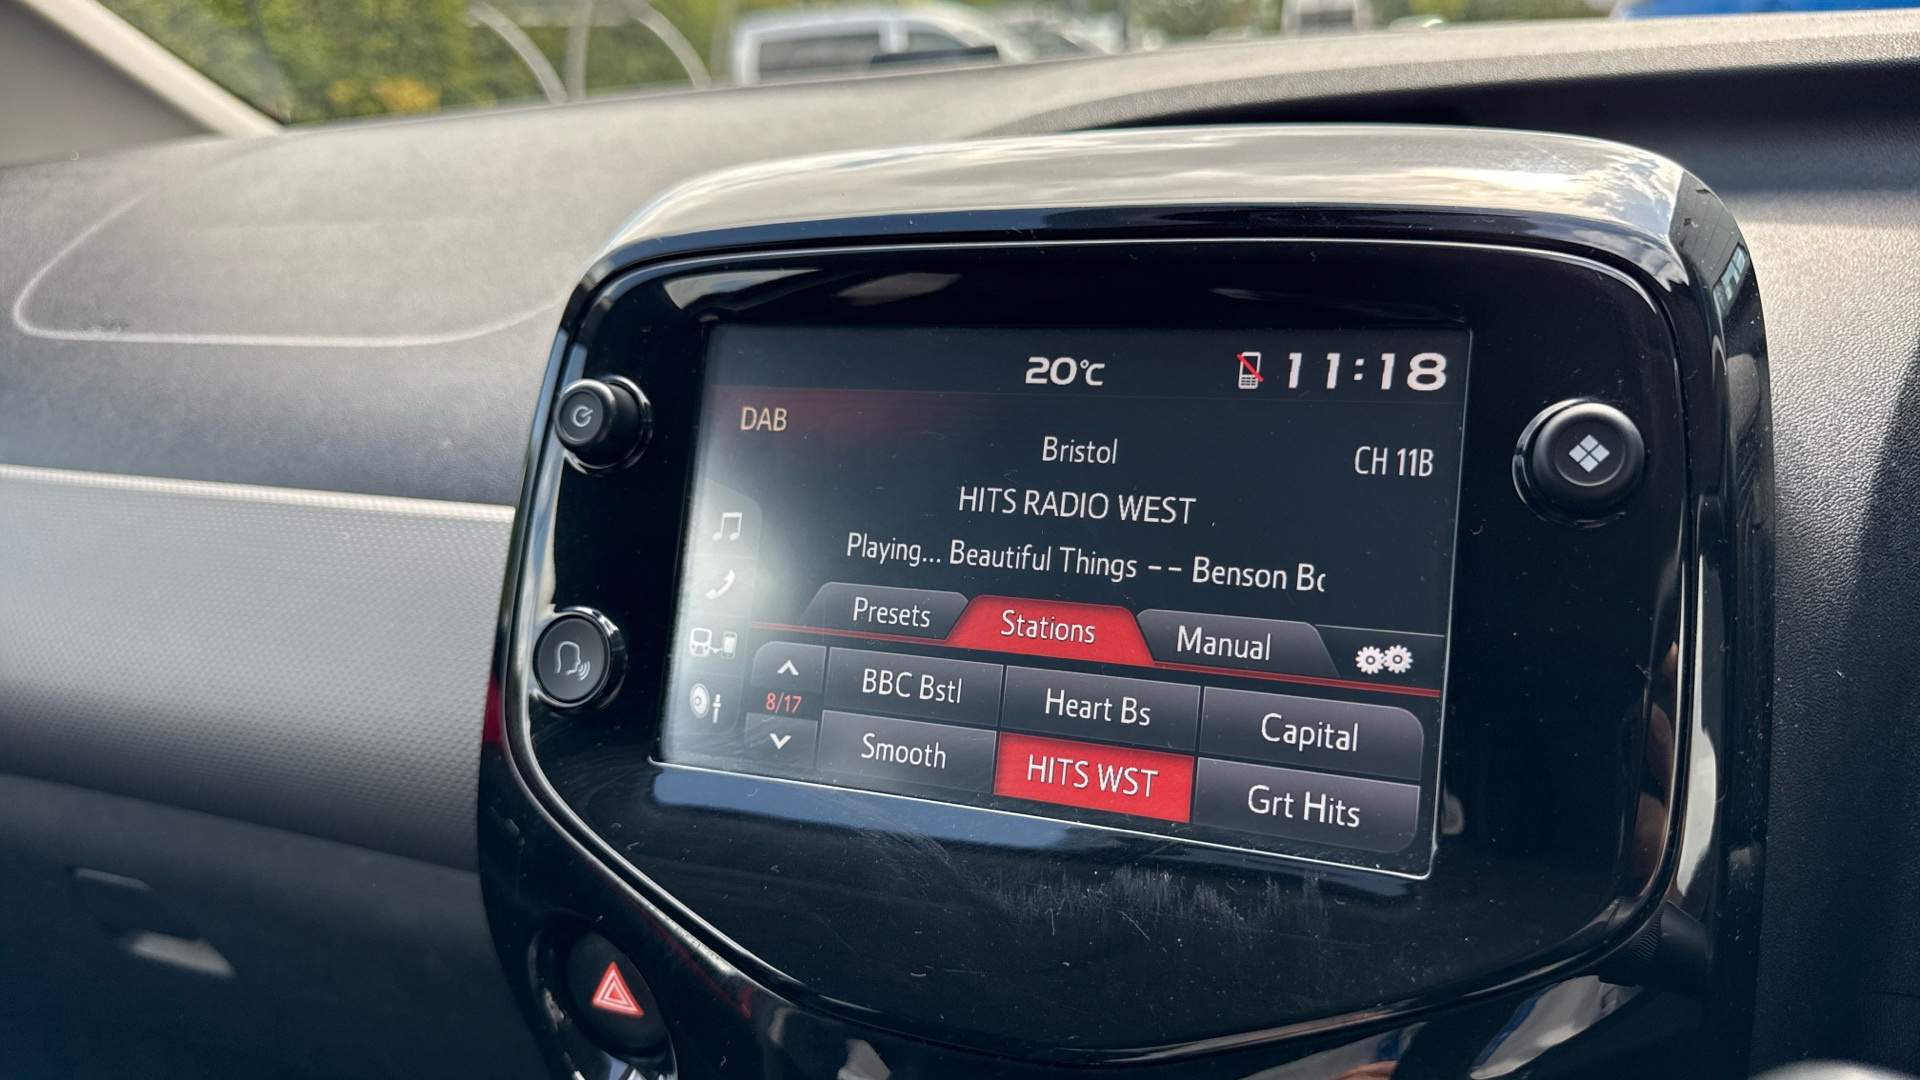 20°C 11:18
DAB
Bristol CH 11B
HITS RADIO WEST
Playing... Beautiful Things -- Benson Bo
Presets Stations Manual
8/17
BBC Bstl Heart Bs Capital
Smooth HITS WST Grt Hits